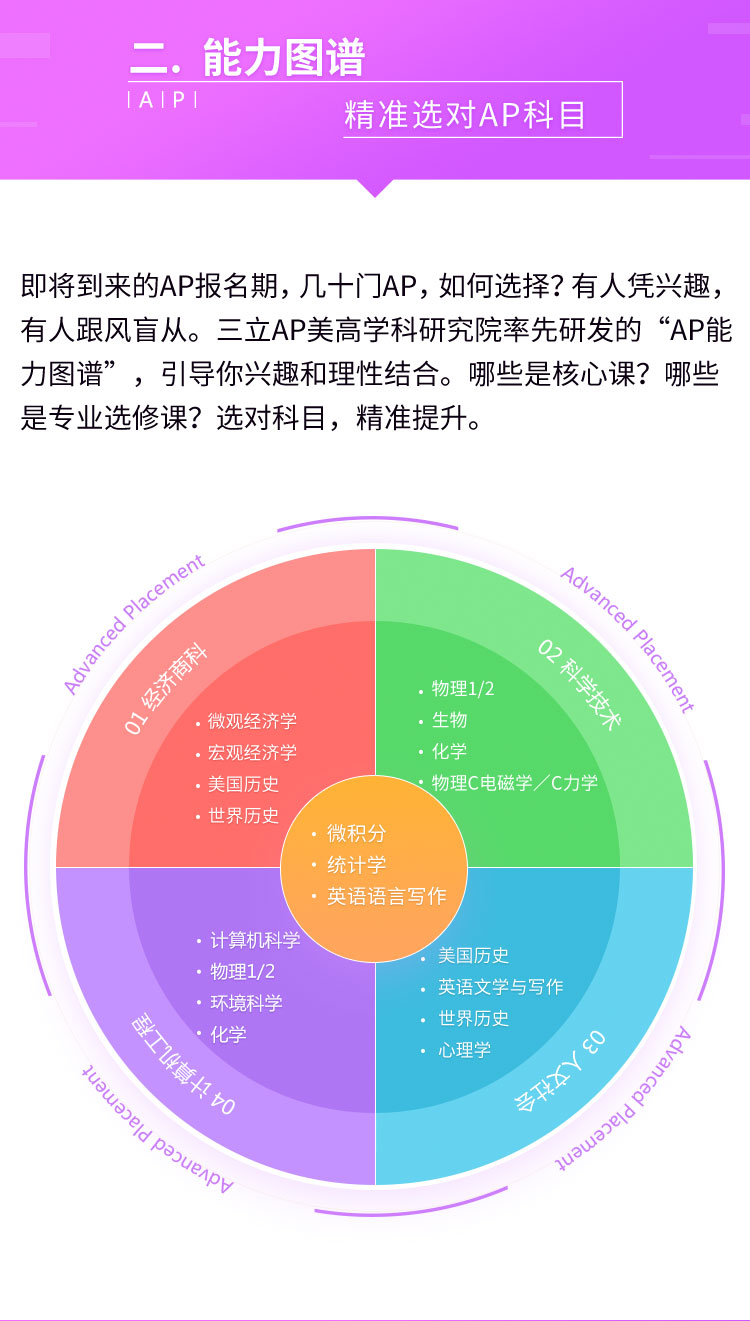 二. 能力图谱
|A|P|
精准选对AP科目
即将到来的AP报名期，几十门AP，如何选择？有人凭兴趣，
有人跟风盲从。三立AP美高学科研究院率先研发的“AP能
力图谱”，引导你兴趣和理性结合。哪些是核心课？哪些
是专业选修课？选对科目，精准提升。
Advanced Placement
Advanced Placement
01 经济商科
• 微观经济学
• 宏观经济学
• 美国历史
• 世界历史
02 科学技术
• 物理1/2
• 生物
• 化学
• 物理C电磁学／C力学
• 微积分
• 统计学
• 英语语言写作
• 计算机科学
• 物理1/2
• 环境科学
• 化学
04 计算机工程
• 美国历史
• 英语文学与写作
• 世界历史
• 心理学
03 人文社会
Advanced Placement
Advanced Placement